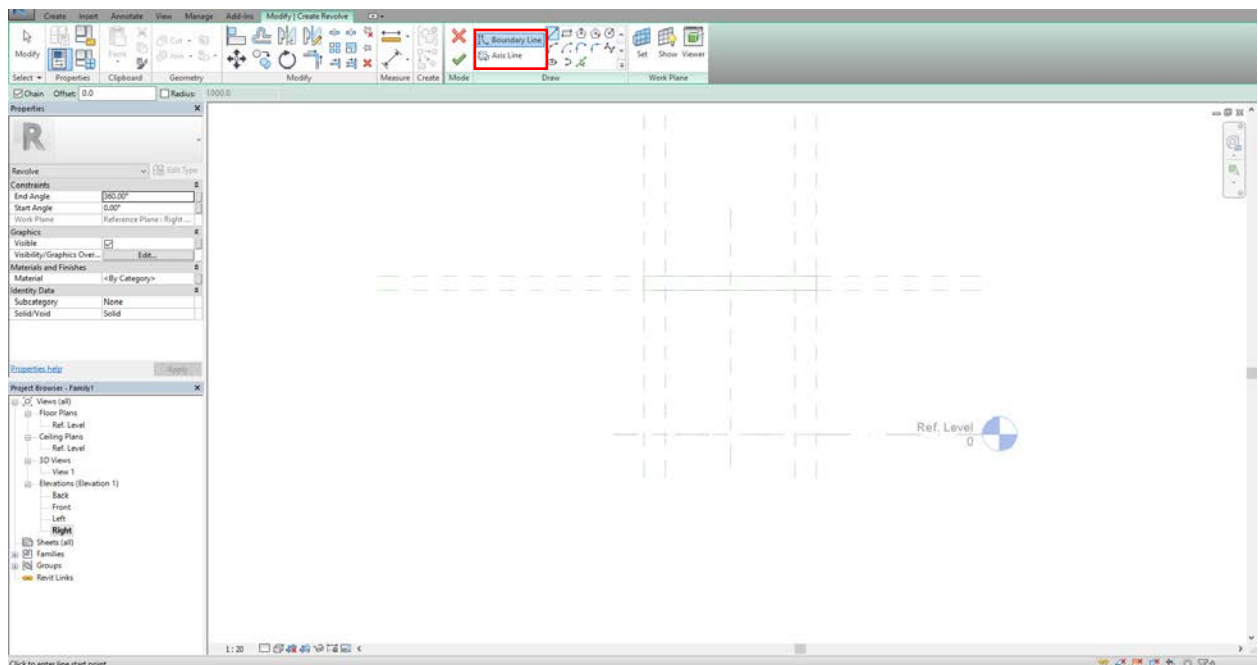 Create Insert Annotate View Manage Add-Ins Modify | Create Revolve
Modify
Cut
Join
Boundary Line
Axis Line
Set Show Viewer
Select Properties Clipboard Geometry Modify Measure Create Mode Draw Work Plane
Chain Offset: 0.0 Radius: 1000.0
Properties
R
Revolve Edit Type
Constraints
End Angle 360.00°
Start Angle 0.00°
Work Plane Reference Plane : Right ...
Graphics
Visible
Visibility/Graphics Over... Edit...
Materials and Finishes
Material <By Category>
Identity Data
Subcategory None
Solid/Void Solid
Properties help Apply
Project Browser - Family1
Views (all)
Floor Plans
Ref. Level
Ceiling Plans
Ref. Level
3D Views
View 1
Elevations (Elevation 1)
Back
Front
Left
Right
Sheets (all)
Families
Groups
Revit Links
Ref. Level
0
1 : 20
Click to enter line start point